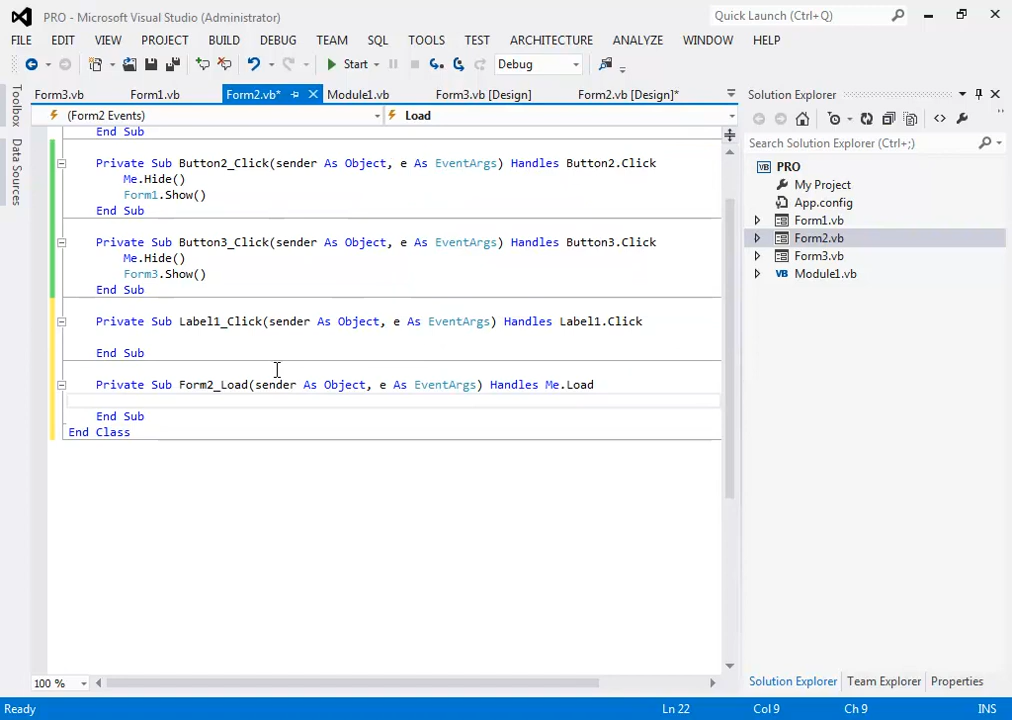 PRO - Microsoft Visual Studio (Administrator)
Quick Launch (Ctrl+Q)
FILE EDIT VIEW PROJECT BUILD DEBUG TEAM SQL TOOLS TEST ARCHITECTURE ANALYZE WINDOW HELP
Start Debug
Toolbox
Data Sources
Form3.vb Form1.vb Form2.vb* Module1.vb Form3.vb [Design] Form2.vb [Design]*
(Form2 Events) Load
End Sub
Private Sub Button2_Click(sender As Object, e As EventArgs) Handles Button2.Click
Me.Hide()
Form1.Show()
End Sub
Private Sub Button3_Click(sender As Object, e As EventArgs) Handles Button3.Click
Me.Hide()
Form3.Show()
End Sub
Private Sub Label1_Click(sender As Object, e As EventArgs) Handles Label1.Click
End Sub
Private Sub Form2_Load(sender As Object, e As EventArgs) Handles Me.Load
End Sub
End Class
100 %
Solution Explorer
Search Solution Explorer (Ctrl+;)
PRO
My Project
App.config
Form1.vb
Form2.vb
Form3.vb
VB Module1.vb
Solution Explorer Team Explorer Properties
Ready Ln 22 Col 9 Ch 9 INS